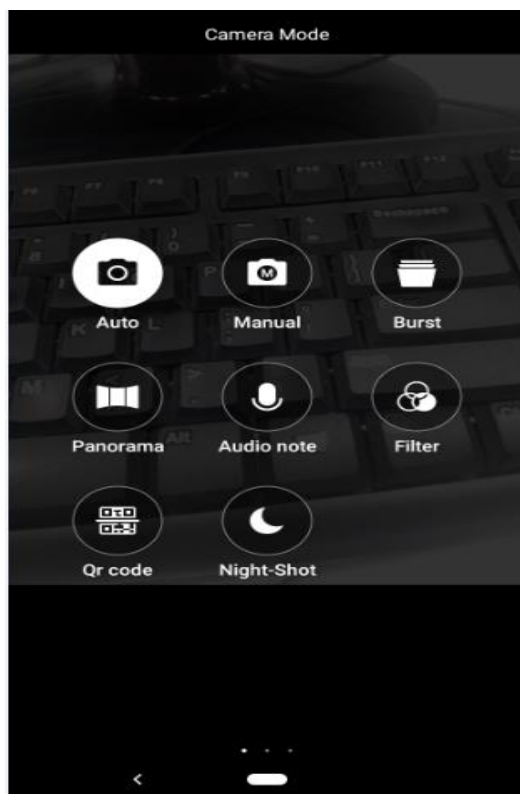 Camera Mode
Auto
Manual
Burst
Panorama
Audio note
Filter
Qr code
Night-Shot